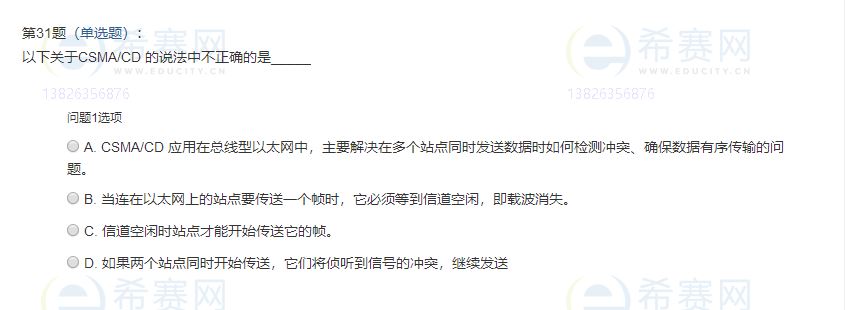 第31题（单选题）:
以下关于CSMA/CD 的说法中不正确的是_____
希赛网
WWW.EDUCITY.CN
希赛网
WWW.EDUCITY.CN
13826356876
13826356876
问题1选项
A. CSMA/CD 应用在总线型以太网中，主要解决在多个站点同时发送数据时如何检测冲突、确保数据有序传输的问
题。
B. 当连在以太网上的站点要传送一个帧时，它必须等到信道空闲，即载波消失。
C. 信道空闲时站点才能开始传送它的帧。
D. 如果两个站点同时开始传送，它们将侦听到信号的冲突，继续发送
希赛网
希赛网